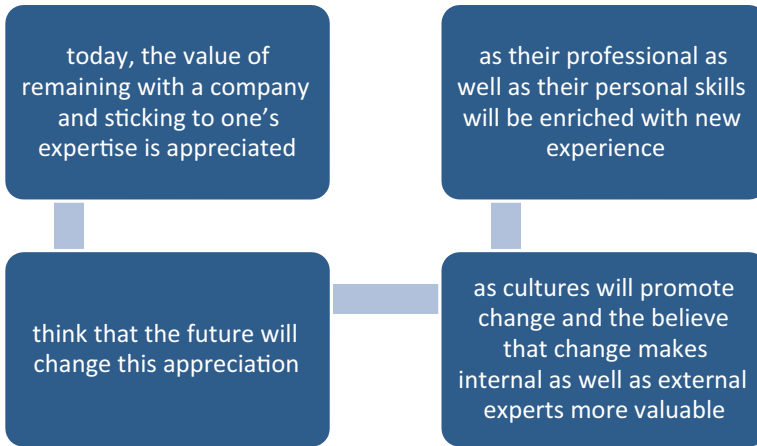 today, the value of
remaining with a company
and sticking to one’s
expertise is appreciated
think that the future will
change this appreciation
as cultures will promote
change and the believe
that change makes
internal as well as external
experts more valuable
as their professional as
well as their personal skills
will be enriched with new
experience